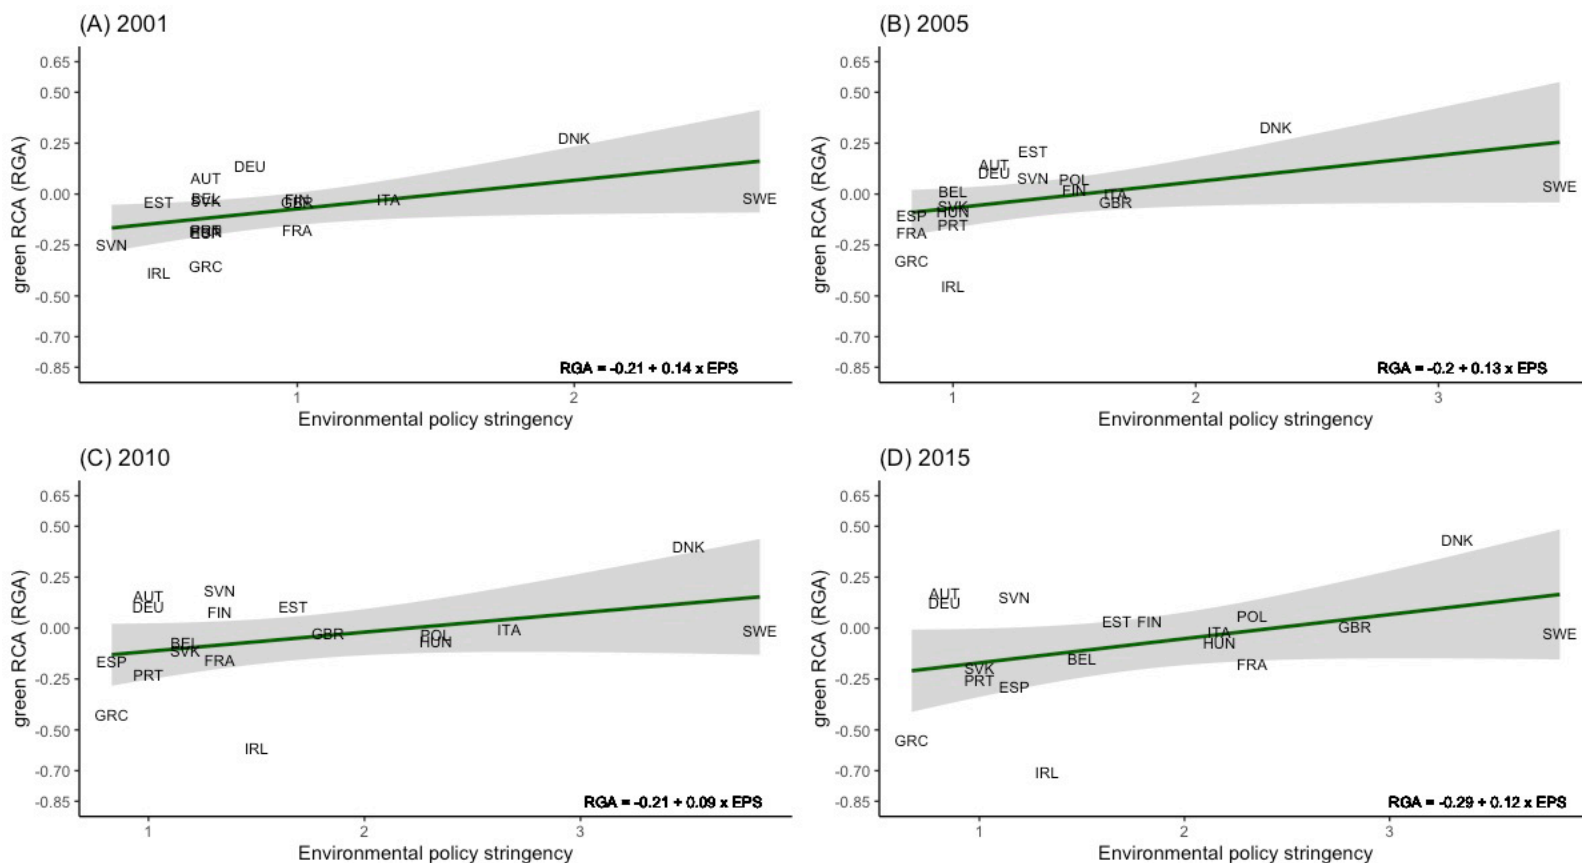 (A) 2001
green RCA (RGA)
0.65
0.50
0.25
0.00
-0.25
-0.50
-0.70
-0.85
DNK
DEU
AUT
BEL
SVK
EST
FIN
GBR
ITA
SWE
FRA
SVN
IRL
GRC
RGA = -0.21 + 0.14 x EPS
1
2
Environmental policy stringency
(B) 2005
green RCA (RGA)
0.65
0.50
0.25
0.00
-0.25
-0.50
-0.70
-0.85
DNK
EST
AUT
DEU
SVN
POL
FIN
SWE
BEL
ITA
GBR
SVK
HUN
ESP
PRT
FRA
GRC
IRL
RGA = -0.2 + 0.13 x EPS
1
2
3
Environmental policy stringency
(C) 2010
green RCA (RGA)
0.65
0.50
0.25
0.00
-0.25
-0.50
-0.70
-0.85
DNK
SVN
AUT
DEU
EST
FIN
GBR
POL
ITA
SWE
HUN
BEL
SVK
ESP
FRA
PRT
GRC
IRL
RGA = -0.21 + 0.09 x EPS
1
2
3
Environmental policy stringency
(D) 2015
green RCA (RGA)
0.65
0.50
0.25
0.00
-0.25
-0.50
-0.70
-0.85
DNK
AUT
DEU
SVN
EST
FIN
POL
GBR
ITA
SWE
HUN
BEL
FRA
SVK
PRT
ESP
GRC
IRL
RGA = -0.29 + 0.12 x EPS
1
2
3
Environmental policy stringency